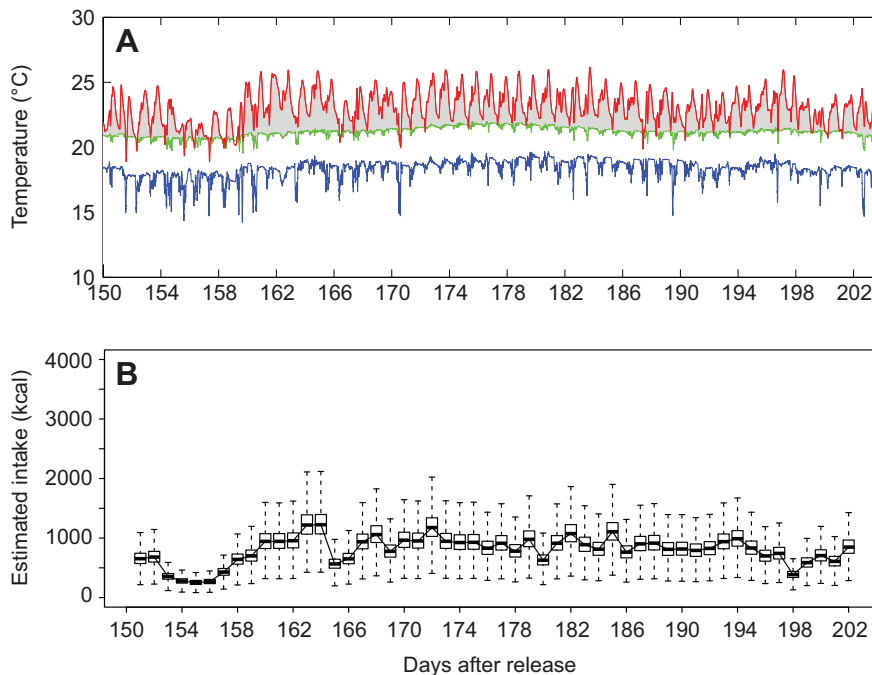 A
Temperature (°C)
30
25
20
15
10
150 154 158 162 166 170 174 178 182 186 190 194 198 202
B
Estimated intake (kcal)
4000
3000
2000
1000
0
150 154 158 162 166 170 174 178 182 186 190 194 198 202
Days after release